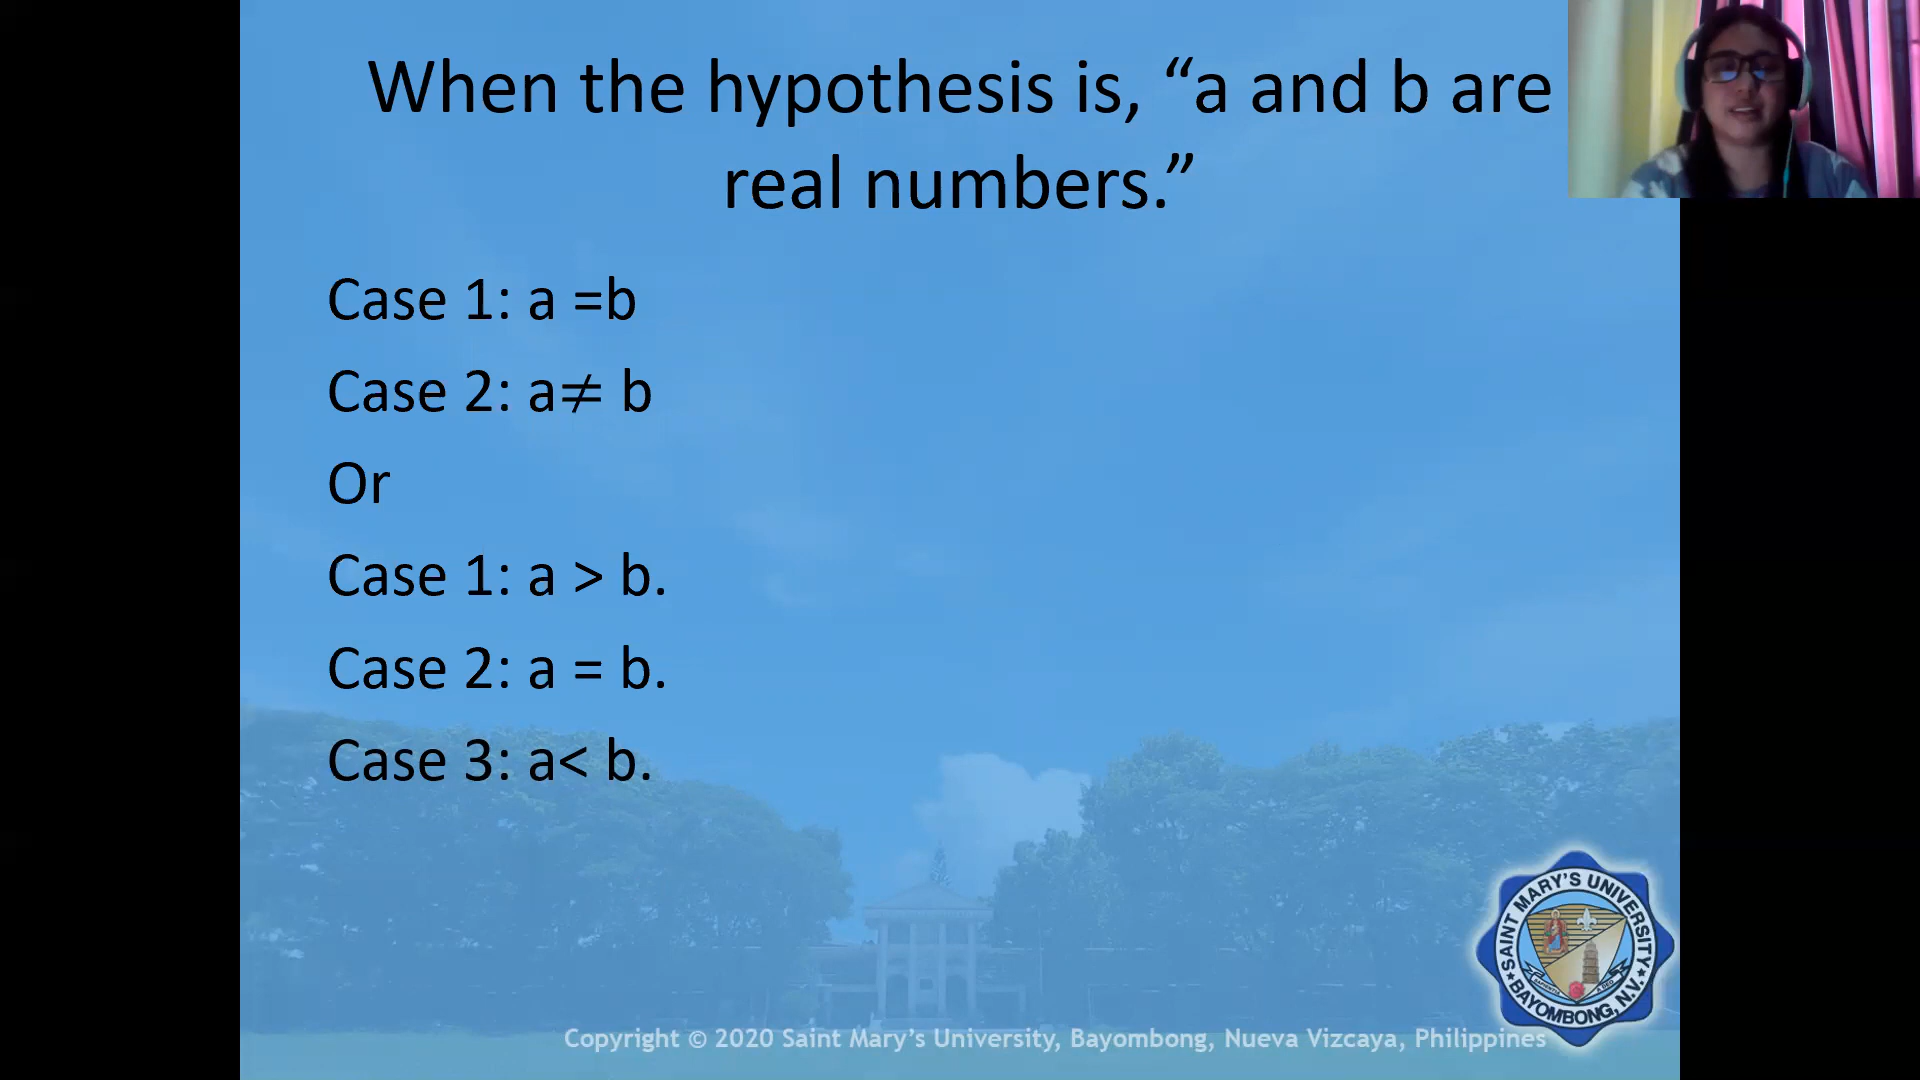 When the hypothesis is, “a and b are
real numbers.”
Case 1: a =b
Case 2: a≠ b
Or
Case 1: a > b.
Case 2: a = b.
Case 3: a< b.
SAINT MARY'S UNIVERSITY
BAYOMBONG, N.V.
Copyright © 2020 Saint Mary’s University, Bayombong, Nueva Vizcaya, Philippines